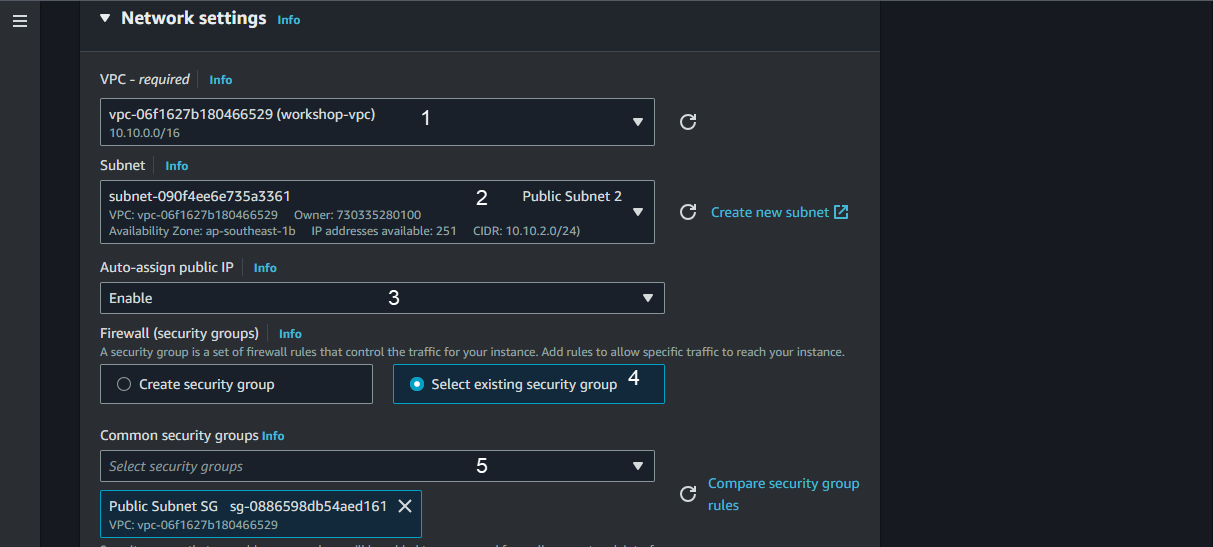 Network settings Info
VPC - required Info
vpc-06f1627b180466529 (workshop-vpc) 1
10.10.0.0/16
Subnet Info
subnet-090f4ee6e735a3361 2 Public Subnet 2
VPC: vpc-06f1627b180466529 Owner: 730335280100
Availability Zone: ap-southeast-1b IP addresses available: 251 CIDR: 10.10.2.0/24)
Create new subnet
Auto-assign public IP Info
Enable 3
Firewall (security groups) Info
A security group is a set of firewall rules that control the traffic for your instance. Add rules to allow specific traffic to reach your instance.
Create security group
Select existing security group 4
Common security groups Info
Select security groups 5
Compare security group
rules
Public Subnet SG sg-0886598db54aed161
VPC: vpc-06f1627b180466529